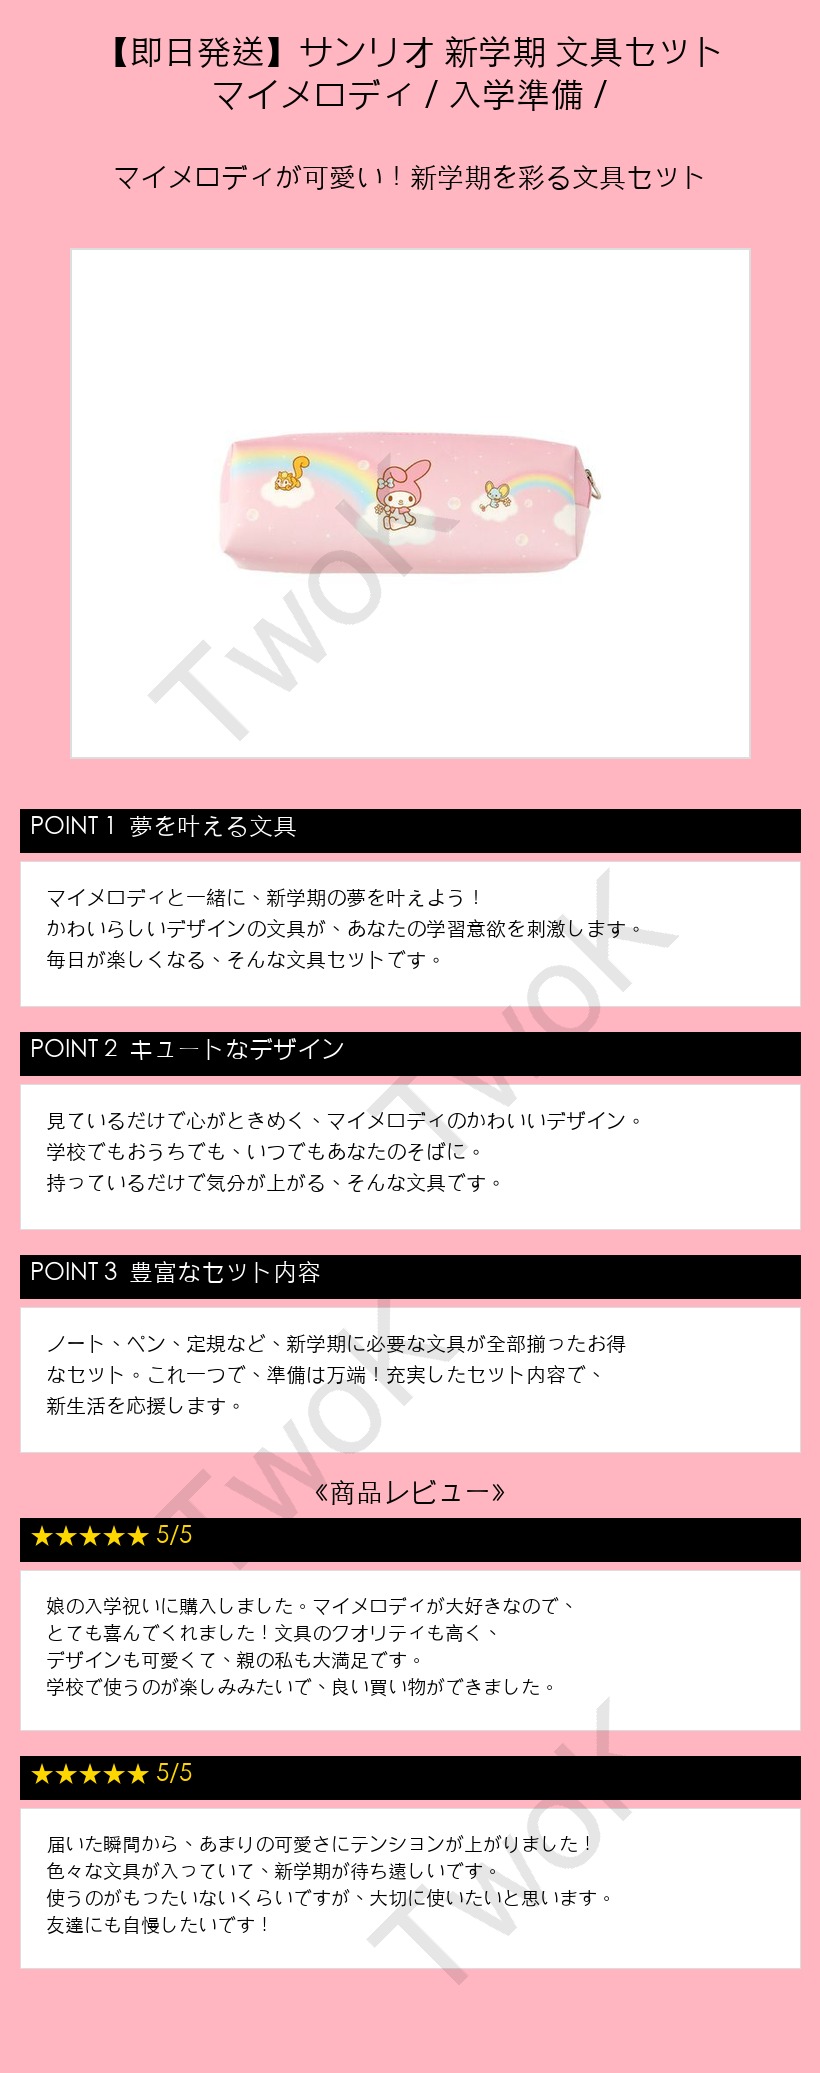 【即日発送】サンリオ 新学期 文具セット
マイメロディ / 入学準備 /
マイメロディが可愛い！新学期を彩る文具セット
TwoK
POINT 1 夢を叶える文具
マイメロディと一緒に、新学期の夢を叶えよう！
かわいらしいデザインの文具が、あなたの学習意欲を刺激します。
毎日が楽しくなる、そんな文具セットです。
TwoK
POINT 2 キュートなデザイン
見ているだけで心がときめく、マイメロディのかわいいデザイン。
学校でもおうちでも、いつでもあなたのそばに。
持っているだけで気分が上がる、そんな文具です。
POINT 3 豊富なセット内容
ノート、ペン、定規など、新学期に必要な文具が全部揃ったお得
なセット。これ一つで、準備は万端！充実したセット内容で、
新生活を応援します。
TwoK
《商品レビュー》
★★★★★ 5/5
娘の入学祝いに購入しました。マイメロディが大好きなので、
とても喜んでくれました！文具のクオリティも高く、
デザインも可愛くて、親の私も大満足です。
学校で使うのが楽しみみたいで、良い買い物ができました。
★★★★★ 5/5
届いた瞬間から、あまりの可愛さにテンションが上がりました！
色々な文具が入っていて、新学期が待ち遠しいです。
使うのがもったいないくらいですが、大切に使いたいと思います。
友達にも自慢したいです！
TwoK